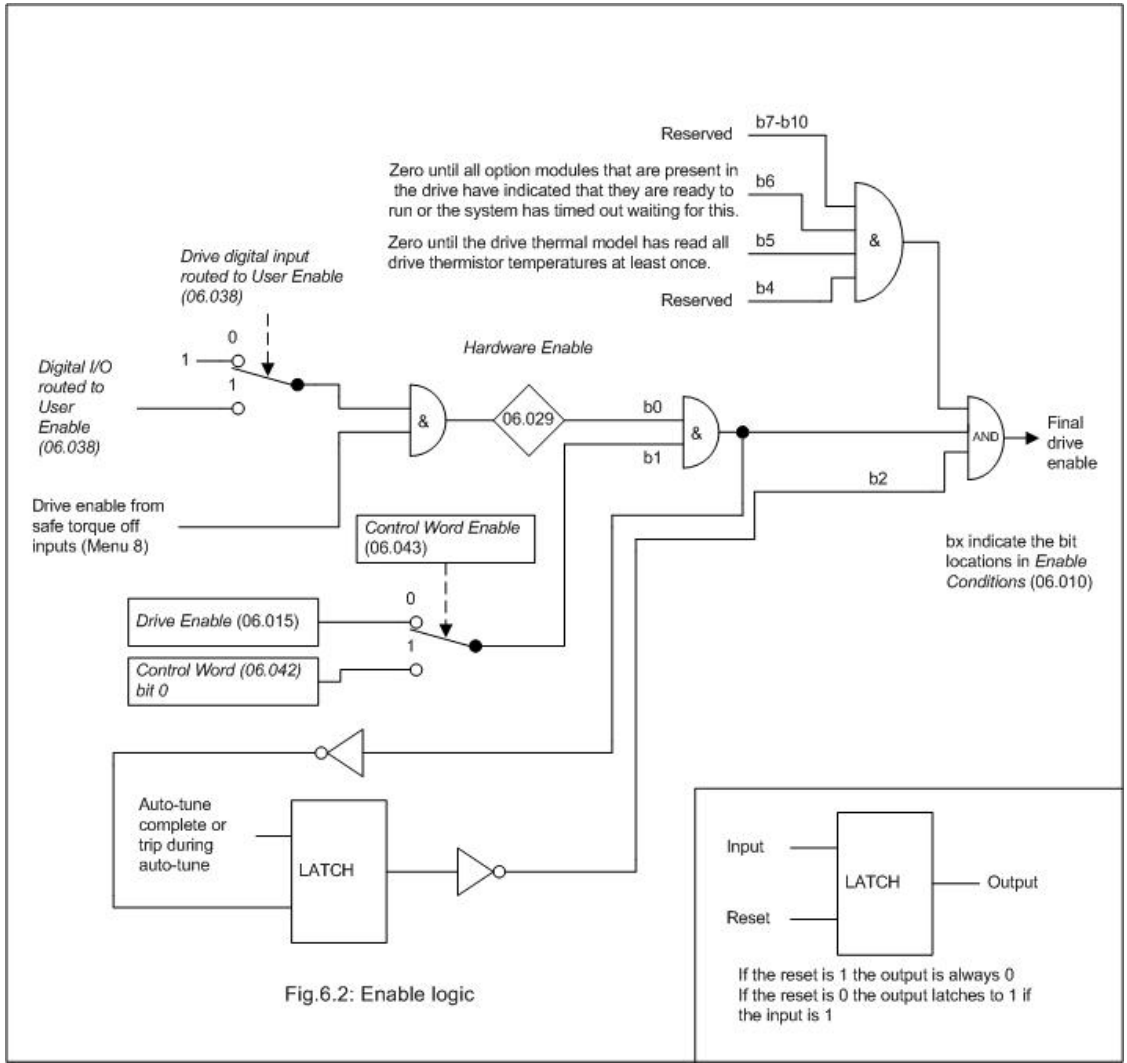 b7-b10
Reserved
Zero until all option modules that are present in
the drive have indicated that they are ready to
run or the system has timed out waiting for this.
b6
Zero until the drive thermal model has read all
drive thermistor temperatures at least once.
b5
&
Reserved
b4
Drive digital input
routed to User Enable
(06.038)
0
1
1
Digital I/O
routed to
User
Enable
(06.038)
Hardware Enable
&
06.029
b0
b1
&
AND
Final
drive
enable
b2
Drive enable from
safe torque off
inputs (Menu 8)
Control Word Enable
(06.043)
bx indicate the bit
locations in Enable
Conditions (06.010)
0
Drive Enable (06.015)
1
Control Word (06.042)
bit 0
Auto-tune
complete or
trip during
auto-tune
LATCH
Input
Reset
LATCH
Output
If the reset is 1 the output is always 0
If the reset is 0 the output latches to 1 if
the input is 1
Fig.6.2: Enable logic